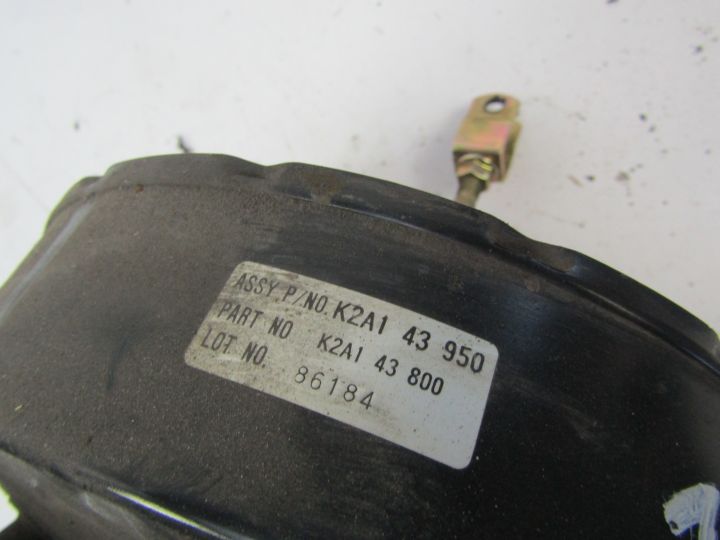 ASSY. P/NO. K2A1 43 950
PART NO K2A1 43 800
LOT NO. 86184